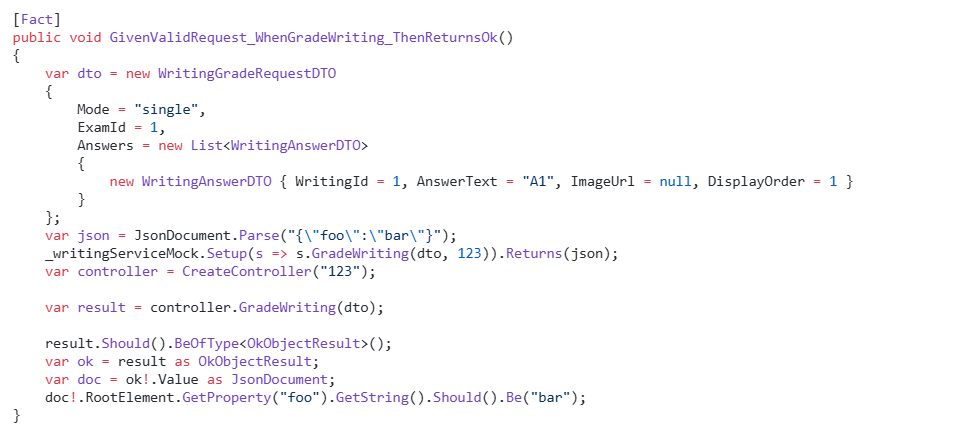 [Fact]
public void GivenValidRequest_WhenGradeWriting_ThenReturnsOk()
{
    var dto = new WritingGradeRequestDTO
    {
        Mode = "single",
        ExamId = 1,
        Answers = new List<WritingAnswerDTO>
        {
            new WritingAnswerDTO { WritingId = 1, AnswerText = "A1", ImageUrl = null, DisplayOrder = 1 }
        }
    };
    var json = JsonDocument.Parse("{\"foo\":\"bar\"}");
    _writingServiceMock.Setup(s => s.GradeWriting(dto, 123)).Returns(json);
    var controller = CreateController("123");

    var result = controller.GradeWriting(dto);

    result.Should().BeOfType<OkObjectResult>();
    var ok = result as OkObjectResult;
    var doc = ok!.Value as JsonDocument;
    doc!.RootElement.GetProperty("foo").GetString().Should().Be("bar");
}